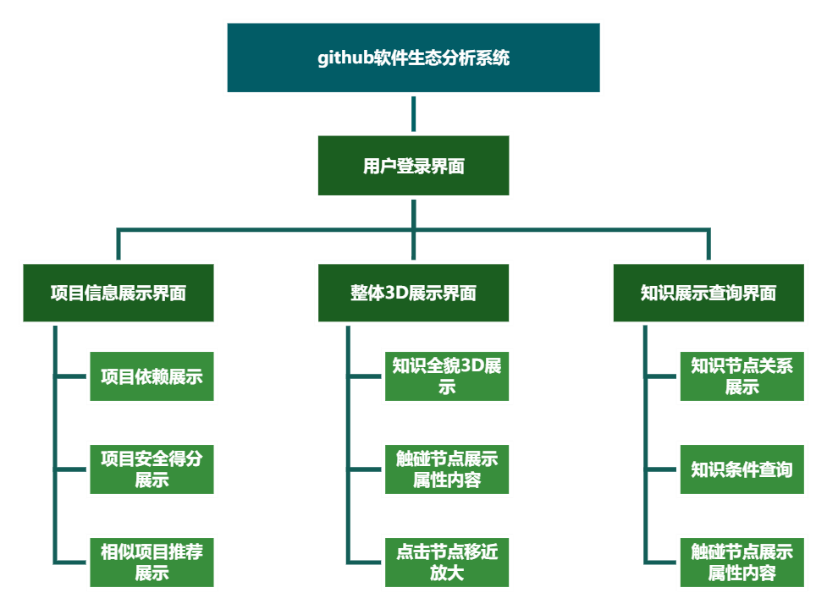 github软件生态分析系统
用户登录界面
项目信息展示界面
整体3D展示界面
知识展示查询界面
项目依赖展示
知识全貌3D展
示
知识节点关系
展示
项目安全得分
展示
触碰节点展示
属性内容
知识条件查询
相似项目推荐
展示
点击节点移近
放大
触碰节点展示
属性内容